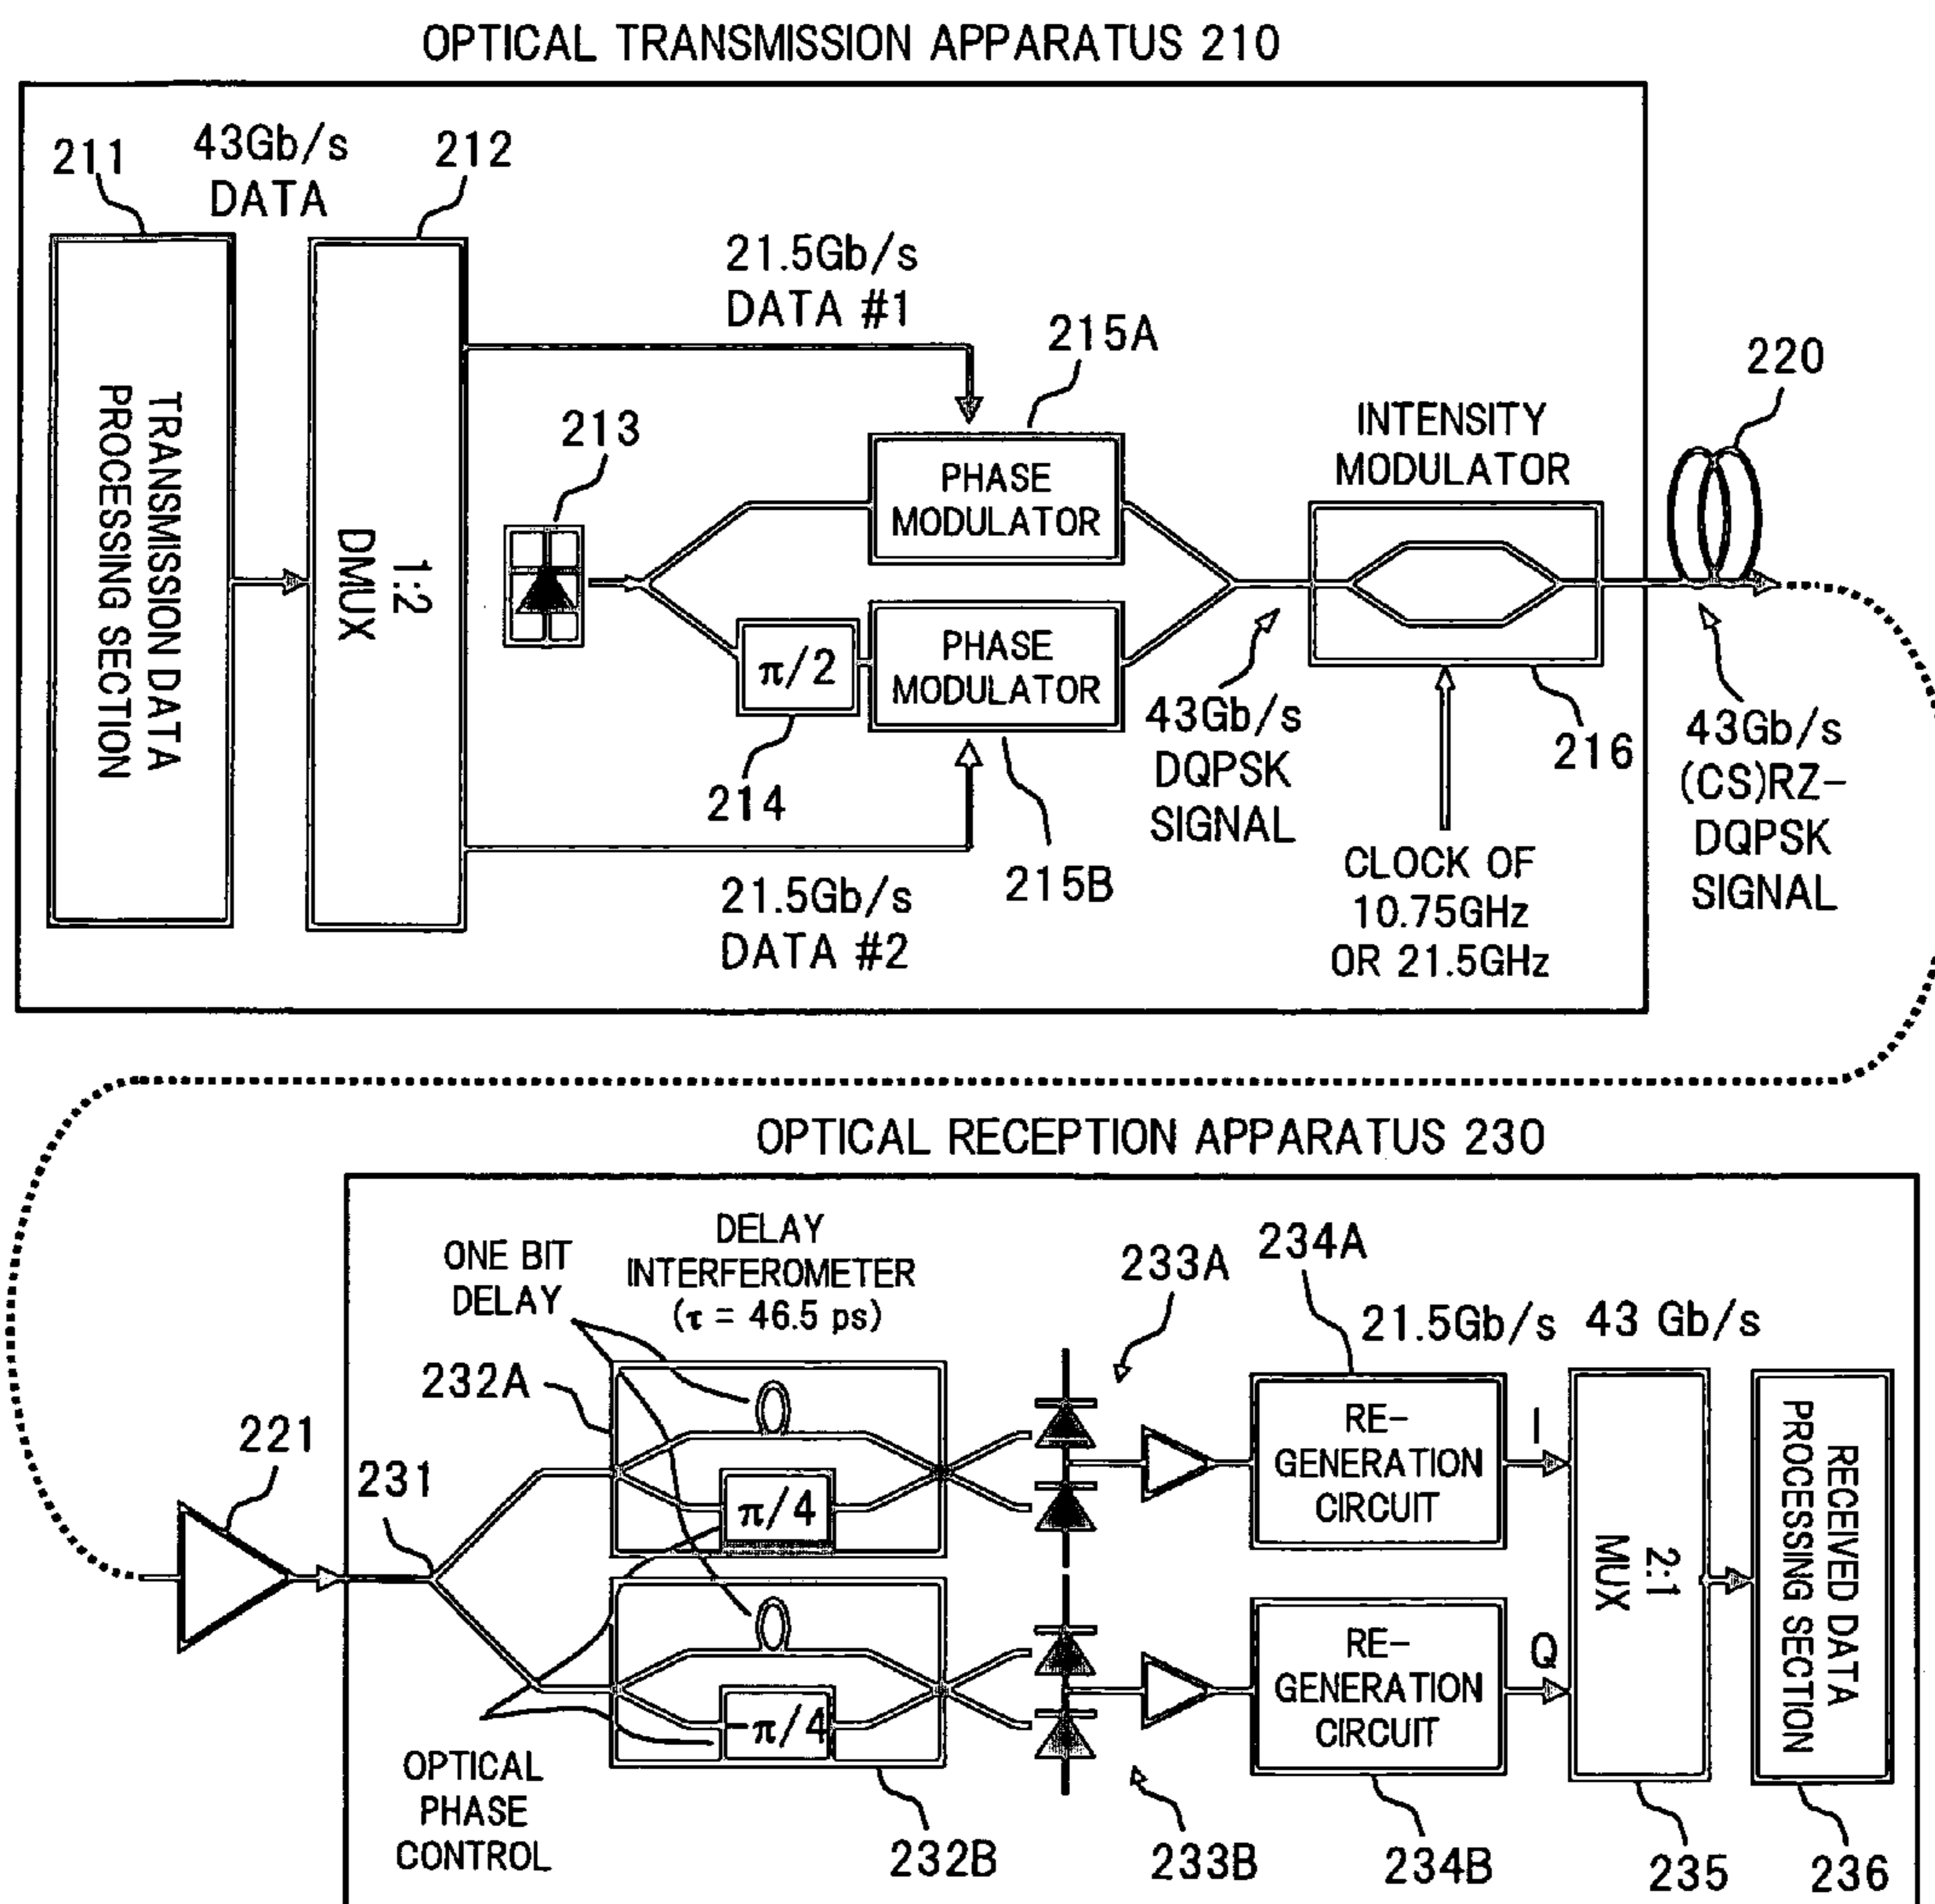 OPTICAL TRANSMISSION APPARATUS 210
211
43Gb/s
DATA
212
TRANSMISSION DATA
PROCESSING SECTION
1:2
DMUX
21.5Gb/s
DATA #1
213
215A
PHASE
MODULATOR
π/2
214
PHASE
MODULATOR
215B
21.5Gb/s
DATA #2
43Gb/s
DQPSK
SIGNAL
INTENSITY
MODULATOR
216
CLOCK OF
10.75GHz
OR 21.5GHz
220
43Gb/s
(CS)RZ-
DQPSK
SIGNAL
OPTICAL RECEPTION APPARATUS 230
221
231
ONE BIT
DELAY
DELAY
INTERFEROMETER
(τ = 46.5 ps)
232A
π/4
-π/4
OPTICAL
PHASE
CONTROL
232B
233A
233B
234A
RE-
GENERATION
CIRCUIT
RE-
GENERATION
CIRCUIT
234B
21.5Gb/s
43 Gb/s
I
Q
2:1
MUX
235
RECEIVED DATA
PROCESSING SECTION
236